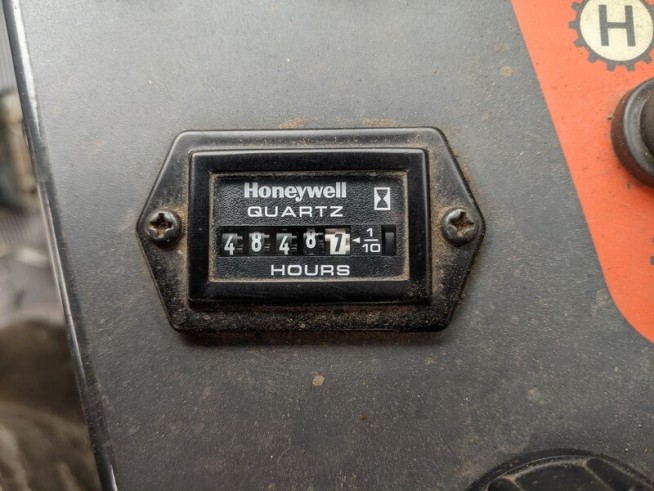 H
Honeywell
QUARTZ
48487 ◄ 1/10
HOURS